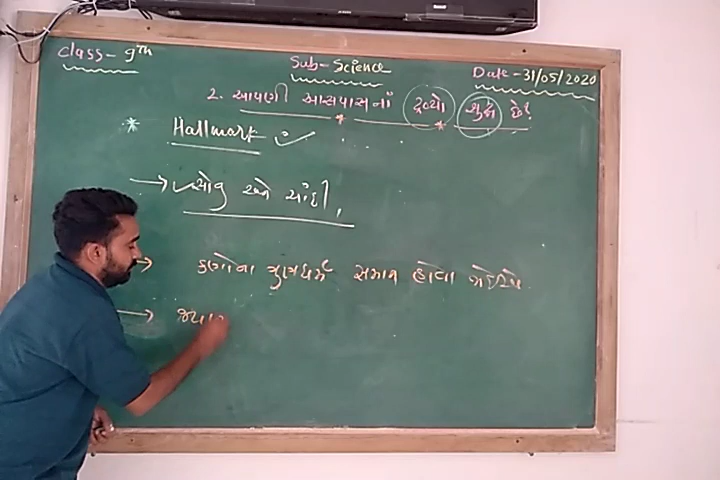 Class - 9th
Sub- Science
Date - 31/05/2020
2. આપણી આસપાસનાં દ્રવ્યો શુદ્ધ છે?
* Hallmark :
→ સોનુ અને ચાંદી.
→ કણોના ગુણધર્મ સમાન હોવા જોઈએ.
→